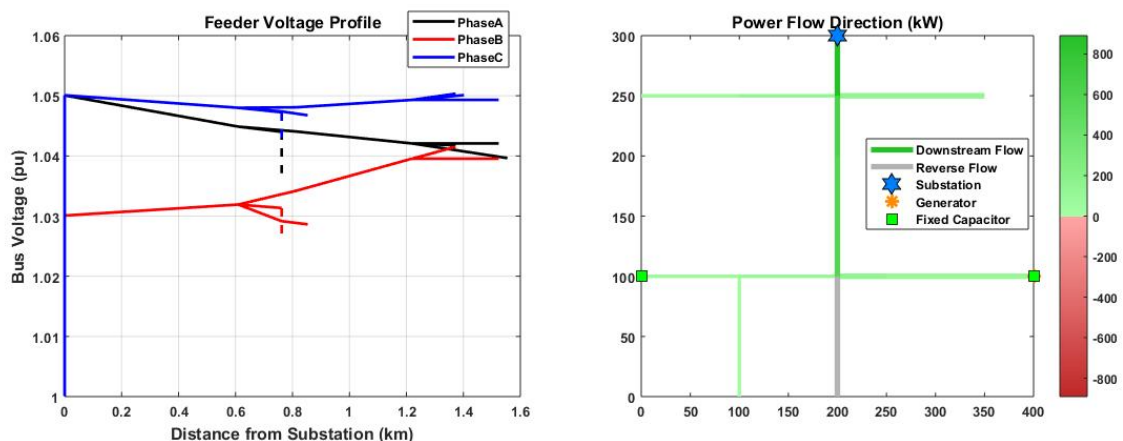 Feeder Voltage Profile
PhaseA
PhaseB
PhaseC
1.06
1.05
1.04
1.03
1.02
1.01
1
Bus Voltage (pu)
0 0.2 0.4 0.6 0.8 1 1.2 1.4 1.6
Distance from Substation (km)
Power Flow Direction (kW)
300
250
200
150
100
50
0
0 50 100 150 200 250 300 350 400
Downstream Flow
Reverse Flow
Substation
Generator
Fixed Capacitor
800
600
400
200
0
-200
-400
-600
-800